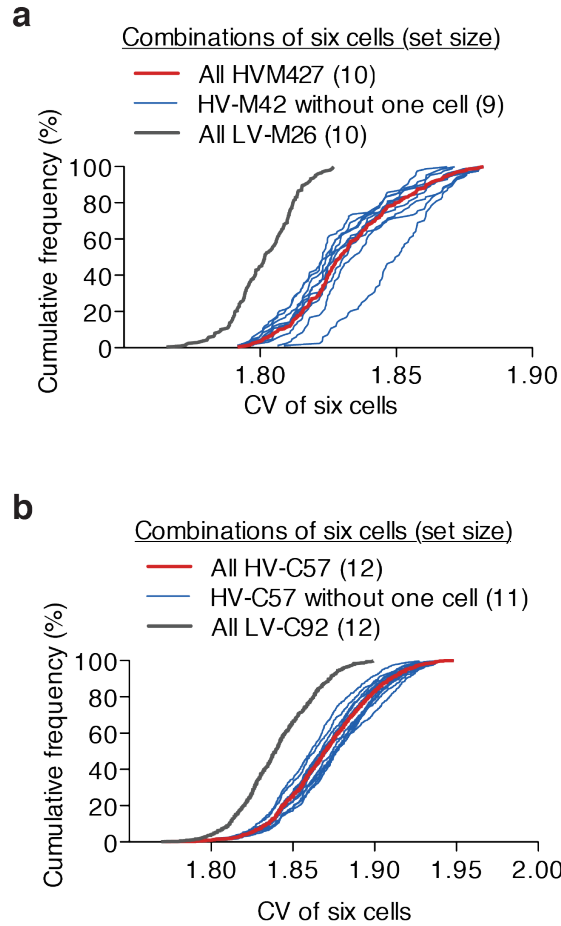 a
Combinations of six cells (set size)
All HVM427 (10)
HV-M42 without one cell (9)
All LV-M26 (10)
Cumulative frequency (%)
100
80
60
40
20
0
1.80 1.85 1.90
CV of six cells
b
Combinations of six cells (set size)
All HV-C57 (12)
HV-C57 without one cell (11)
All LV-C92 (12)
Cumulative frequency (%)
100
80
60
40
20
0
1.80 1.85 1.90 1.95 2.00
CV of six cells